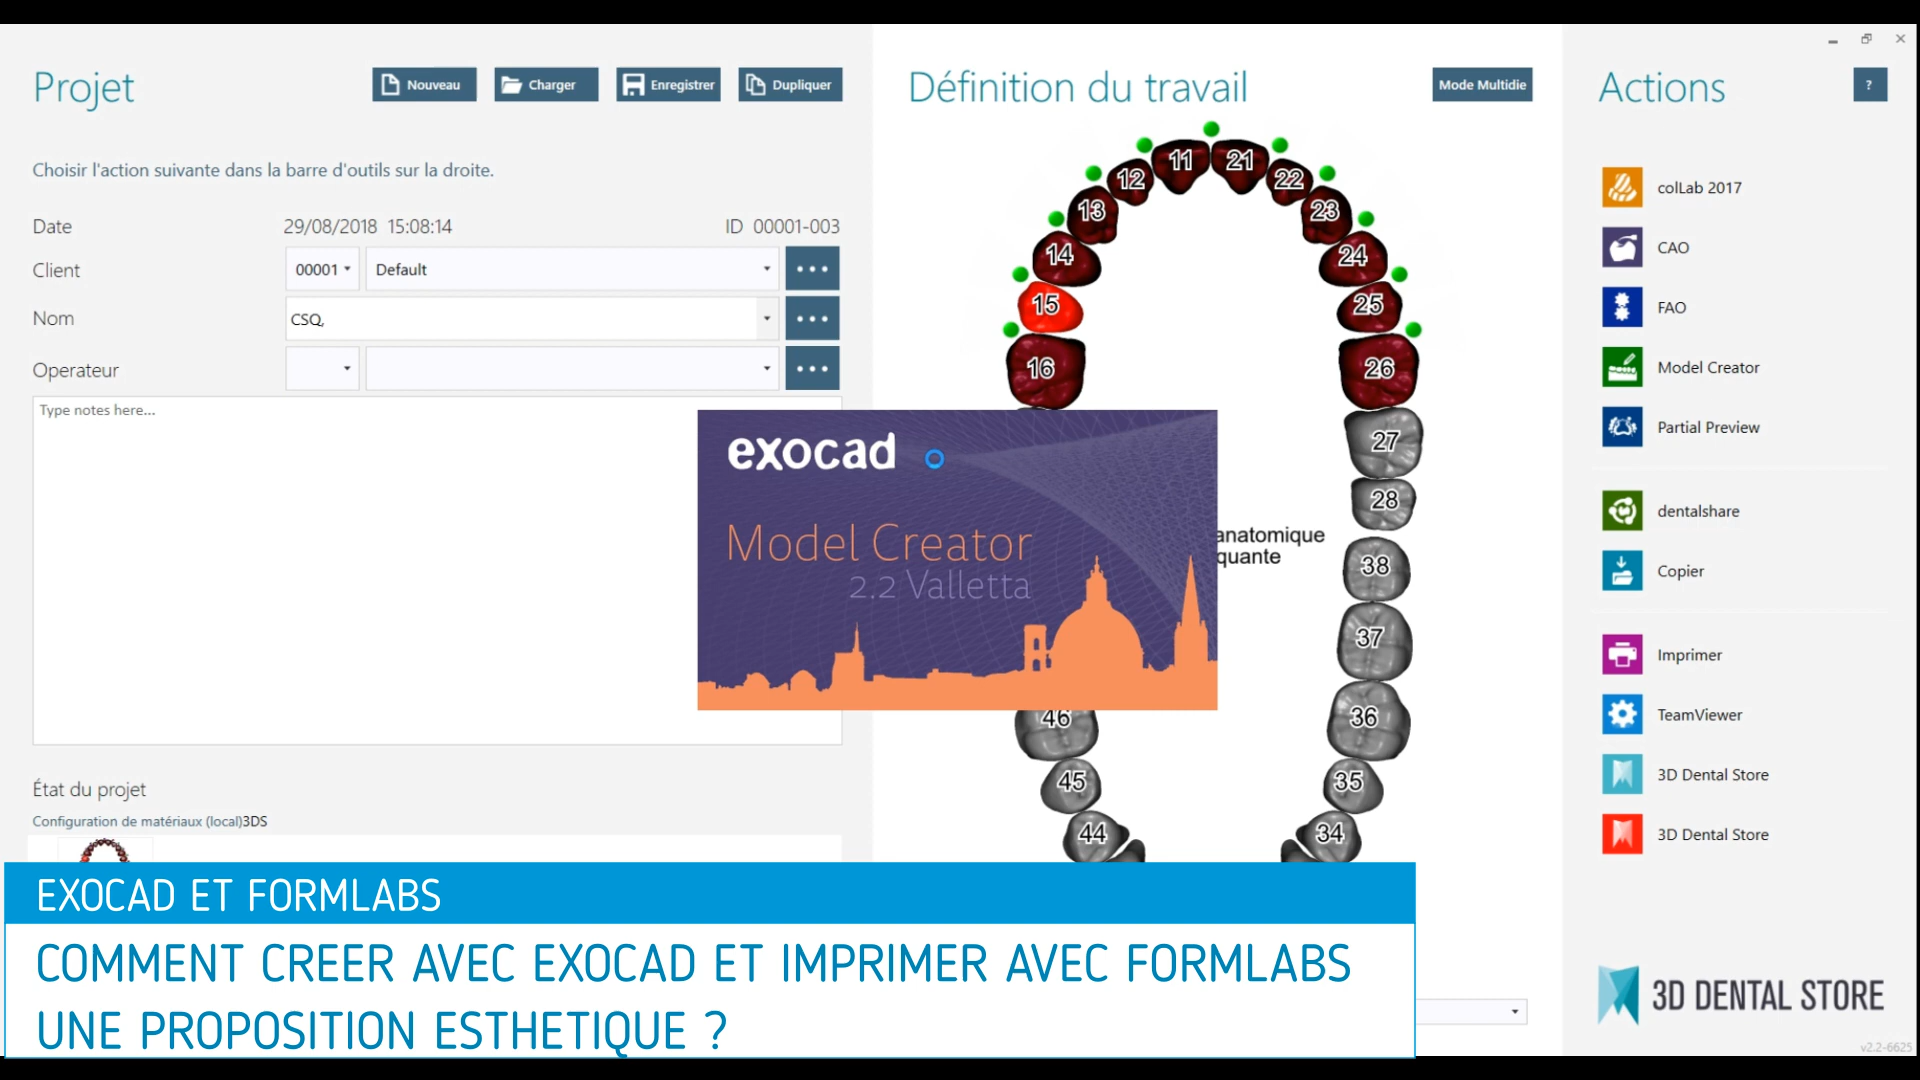 Projet
Nouveau
Charger
Enregistrer
Dupliquer
Définition du travail
Mode Multidie
Actions
?
Choisir l'action suivante dans la barre d'outils sur la droite.
Date
29/08/2018 15:08:14
ID 00001-003
Client
00001
Default
Nom
CSQ,
Operateur
Type notes here...
11
21
12
22
13
23
14
24
15
25
16
26
27
28
38
37
46
36
45
35
44
34
anatomique
quante
exocad
Model Creator
2.2 Valletta
colLab 2017
CAO
FAO
Model Creator
Partial Preview
dentalshare
Copier
Imprimer
TeamViewer
3D Dental Store
3D Dental Store
État du projet
Configuration de matériaux (local)3DS
EXOCAD ET FORMLABS
COMMENT CREER AVEC EXOCAD ET IMPRIMER AVEC FORMLABS
UNE PROPOSITION ESTHETIQUE ?
3D DENTAL STORE
v2.2-6625